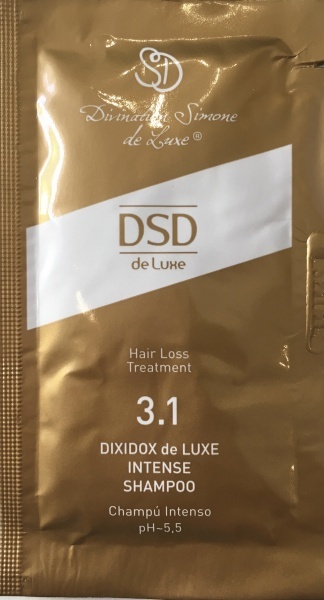 SD
Divination Simone
de Luxe®
DSD
de Luxe
Hair Loss
Treatment
3.1
DIXIDOX de LUXE
INTENSE
SHAMPOO
Champú Intenso
pH~5,5